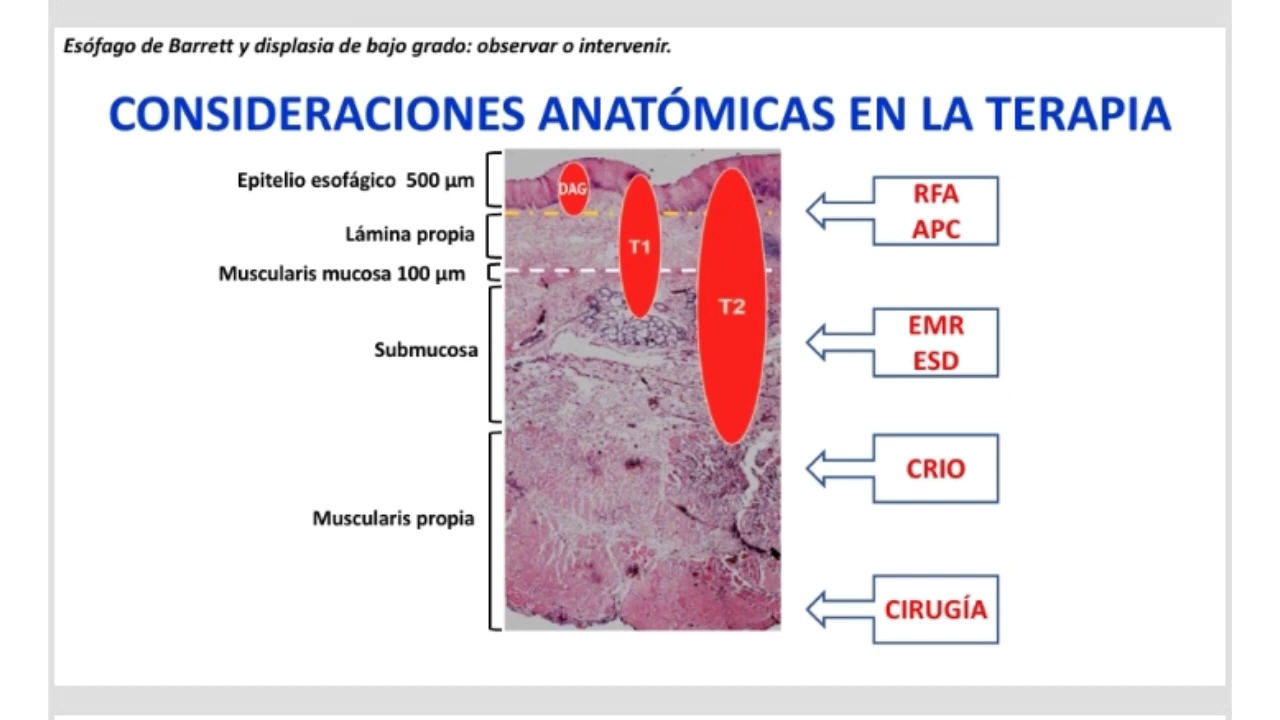 Esófago de Barrett y displasia de bajo grado: observar o intervenir.
CONSIDERACIONES ANATÓMICAS EN LA TERAPIA
Epitelio esofágico 500 µm
Lámina propia
Muscularis mucosa 100 µm
Submucosa
Muscularis propia
DAG
T1
T2
RFA
APC
EMR
ESD
CRIO
CIRUGÍA